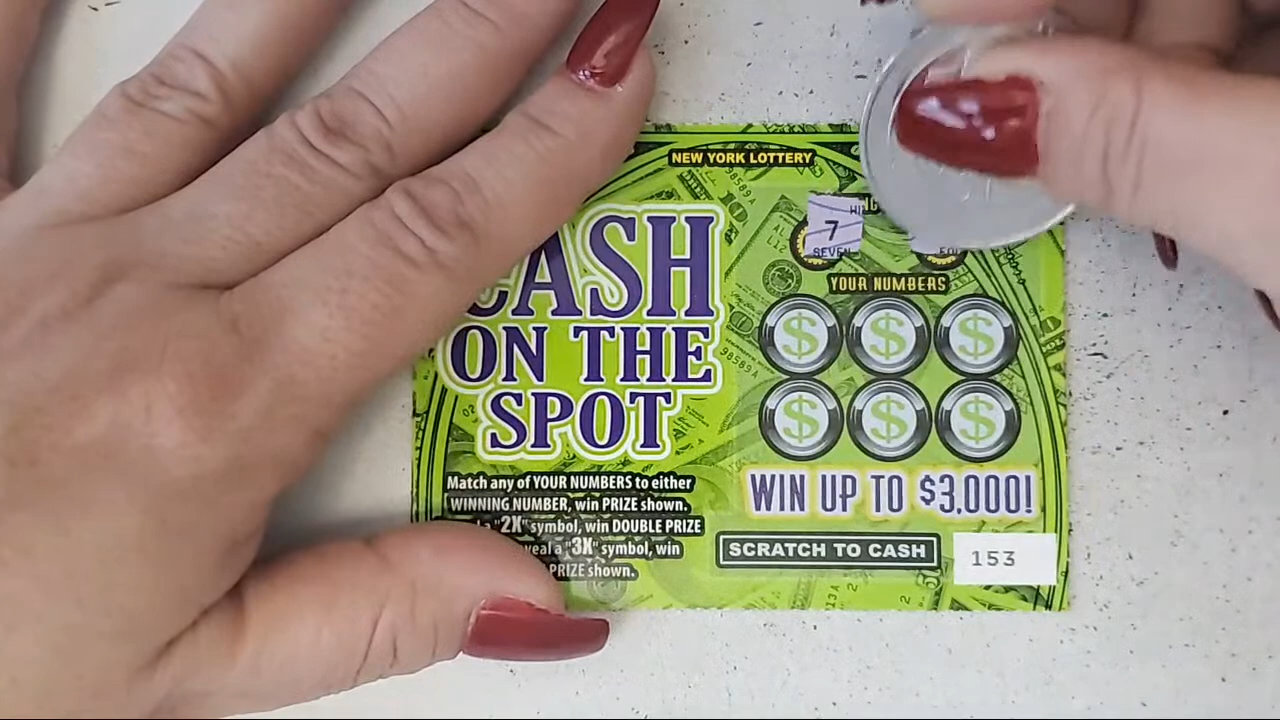 NEW YORK LOTTERY
7
SEVEN
CASH
ON THE
SPOT
YOUR NUMBERS
$ $ $
$ $ $
WIN UP TO $3,000!
Match any of YOUR NUMBERS to either
WINNING NUMBER, win PRIZE shown.
a "2X" symbol, win DOUBLE PRIZE
"3X" symbol, win
PRIZE shown.
SCRATCH TO CASH
153